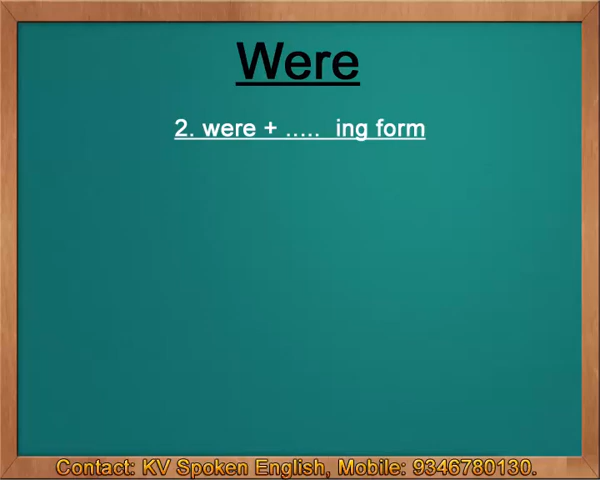 Were
2. were + ..... ing form
Contact: KV Spoken English, Mobile: 9346780130.